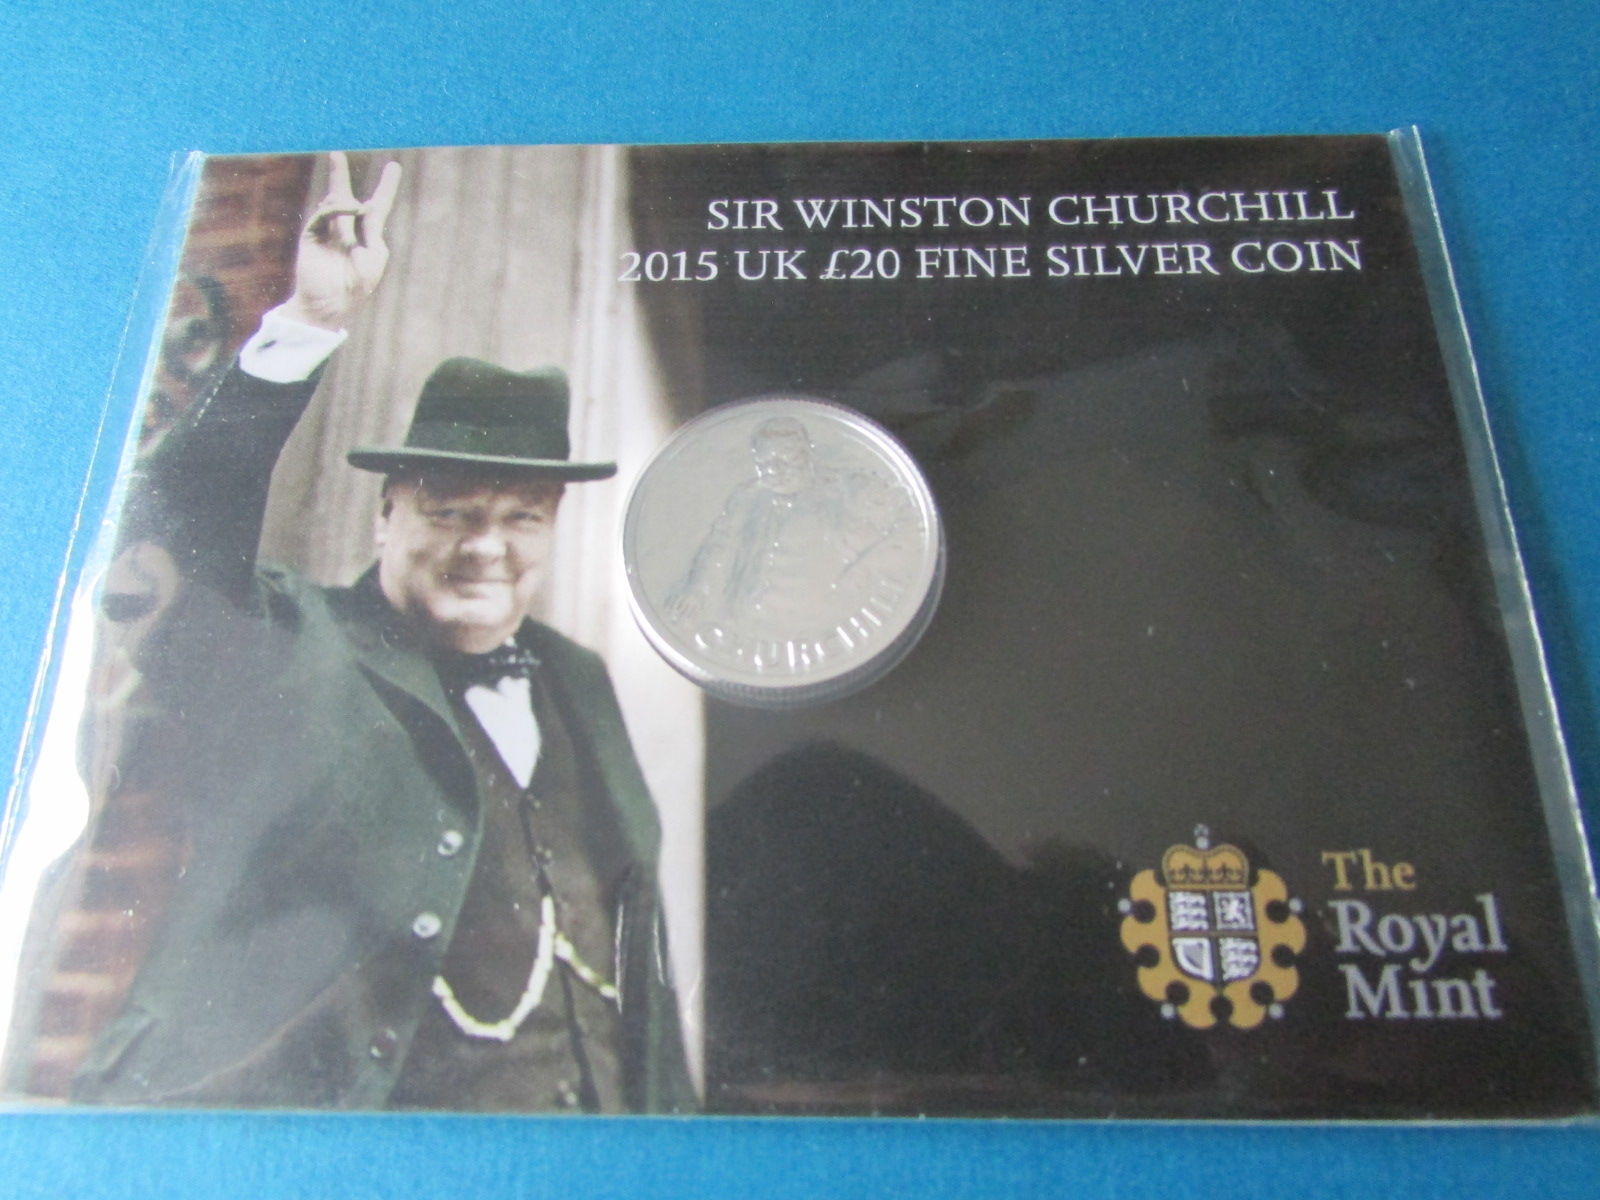 SIR WINSTON CHURCHILL
2015 UK £20 FINE SILVER COIN
CHURCHILL
The
Royal
Mint